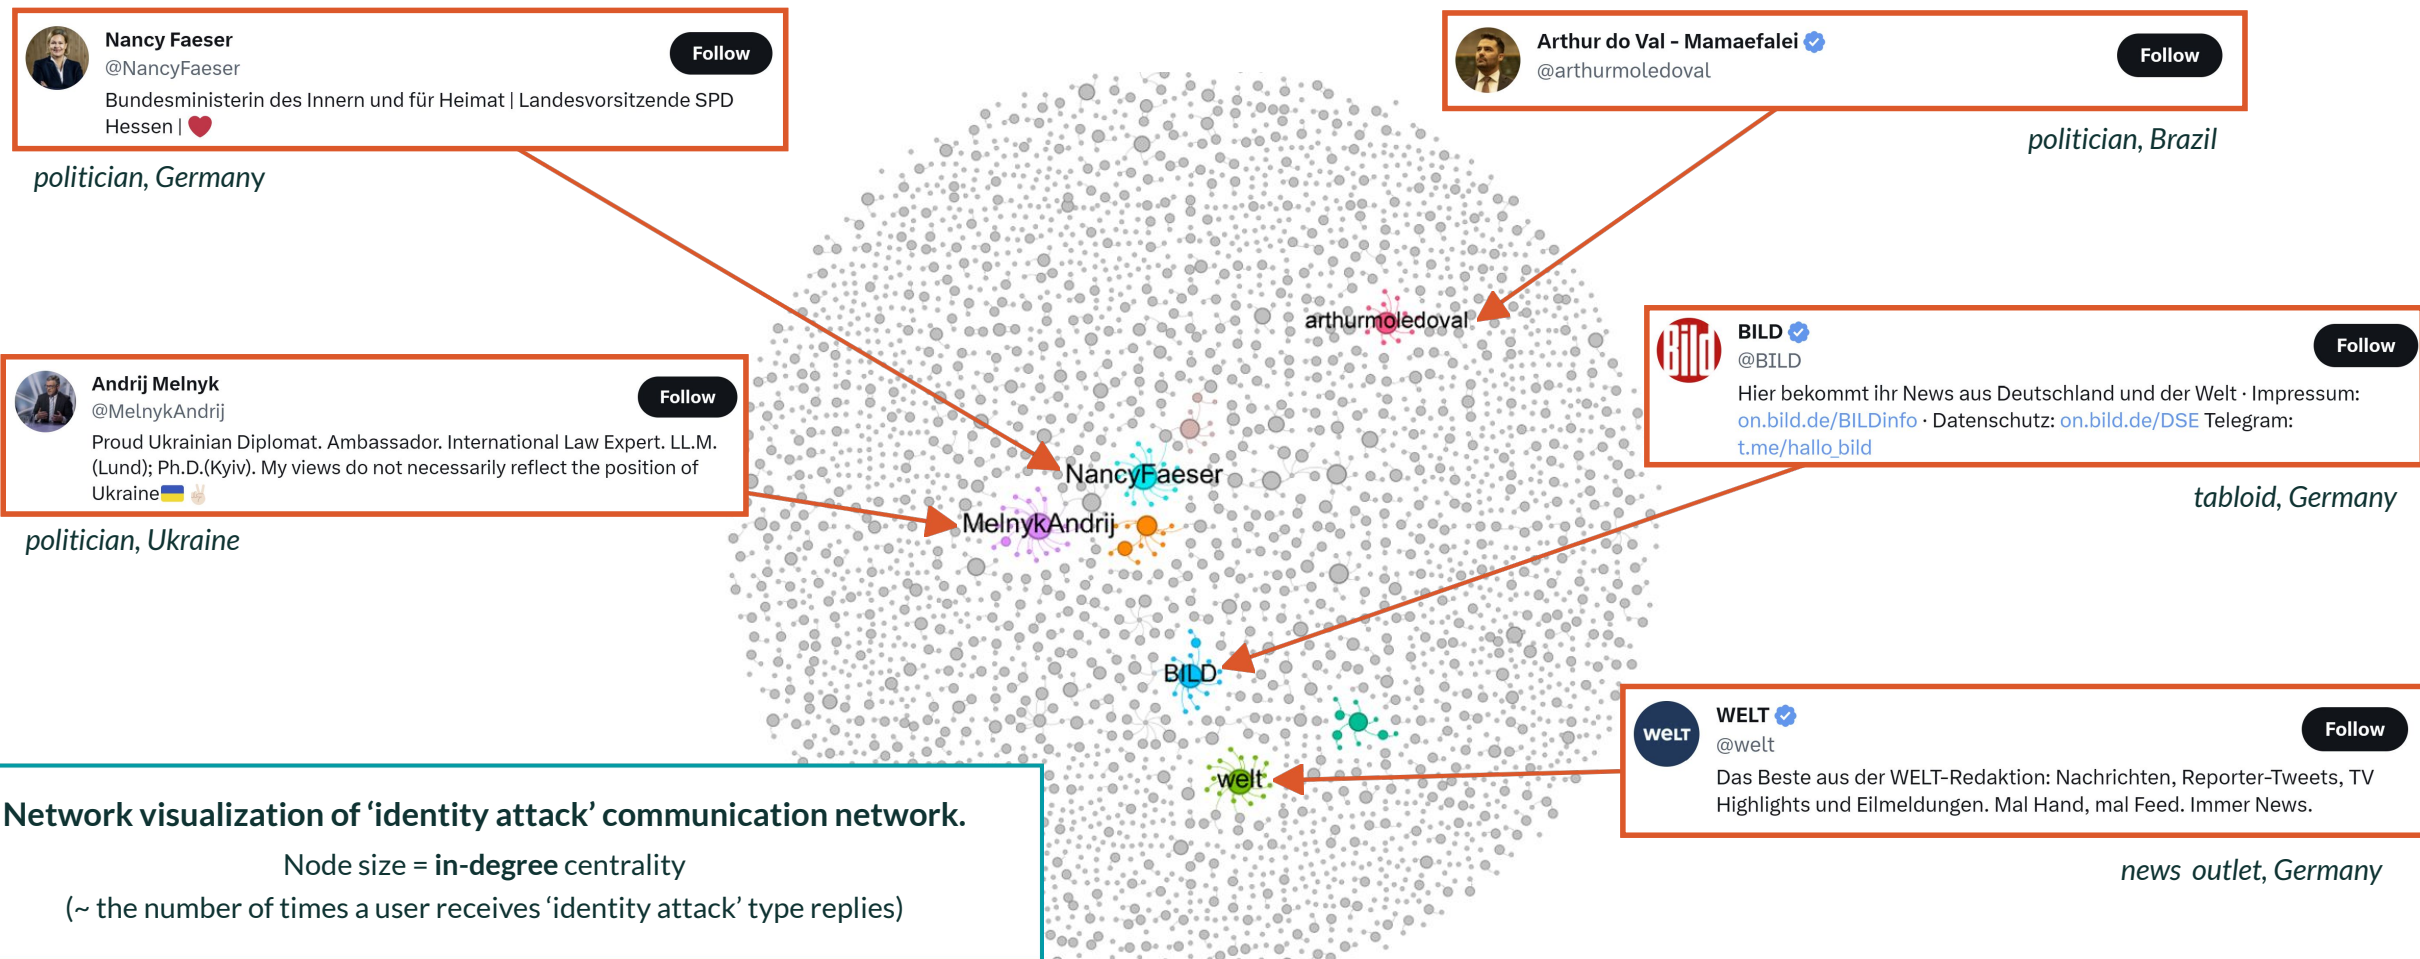 Nancy Faeser
@NancyFaeser
Follow
Bundesministerin des Innern und für Heimat | Landesvorsitzende SPD
Hessen | ❤️
politician, Germany
Arthur do Val - Mamaefalei
@arthurmoledoval
Follow
politician, Brazil
Andrij Melnyk
@MelnykAndrij
Follow
Proud Ukrainian Diplomat. Ambassador. International Law Expert. LL.M.
(Lund); Ph.D.(Kyiv). My views do not necessarily reflect the position of
Ukraine🇺🇦 ✌🏻
politician, Ukraine
Bild
BILD
@BILD
Follow
Hier bekommt ihr News aus Deutschland und der Welt · Impressum:
on.bild.de/BILDinfo · Datenschutz: on.bild.de/DSE Telegram:
t.me/hallo_bild
tabloid, Germany
arthurmoledoval
NancyFaeser
MelnykAndrij
BILD
welt
WELT
WELT
@welt
Follow
Das Beste aus der WELT-Redaktion: Nachrichten, Reporter-Tweets, TV
Highlights und Eilmeldungen. Mal Hand, mal Feed. Immer News.
news outlet, Germany
Network visualization of ‘identity attack’ communication network.
Node size = in-degree centrality
(~ the number of times a user receives ‘identity attack’ type replies)